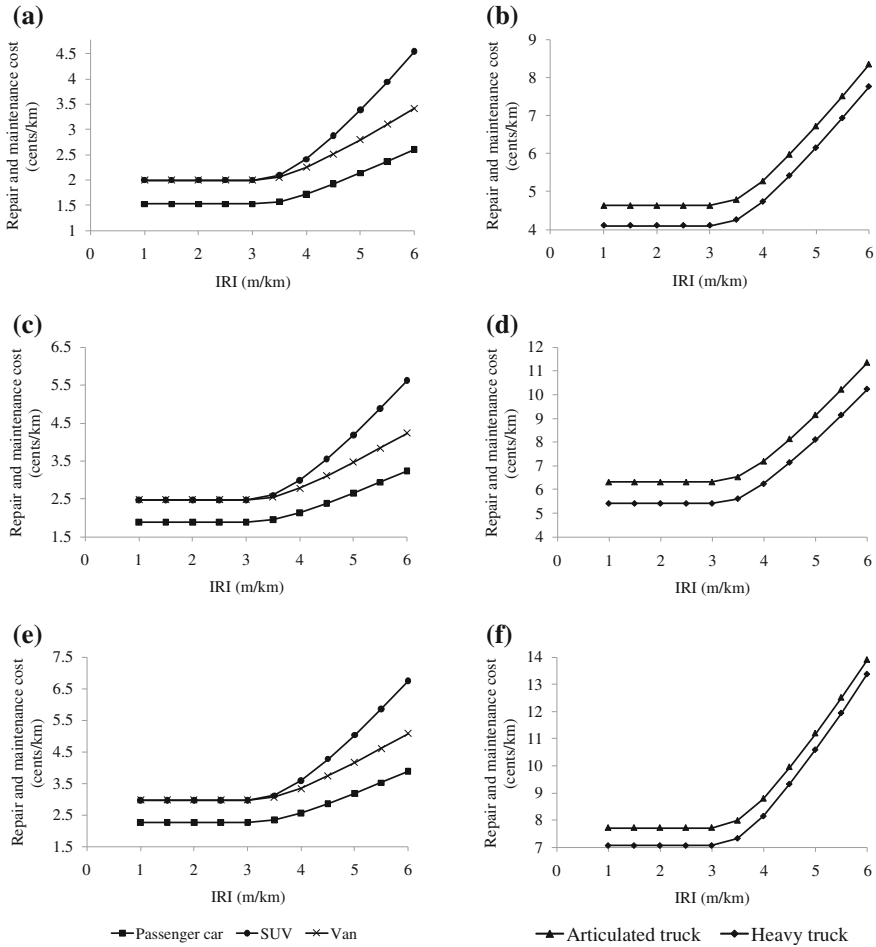 (a)
Repair and maintenance cost
(cents/km)
4.5
4
3.5
3
2.5
2
1.5
1
0 1 2 3 4 5 6
IRI (m/km)
(b)
Repair and maintenance cost
(cents/km)
9
8
7
6
5
4
0 1 2 3 4 5 6
IRI (m/km)
(c)
Repair and maintenance cost
(cents/km)
6.5
5.5
4.5
3.5
2.5
1.5
0 1 2 3 4 5 6
IRI (m/km)
(d)
Repair and maintenance cost
(cents/km)
12
11
10
9
8
7
6
5
4
0 1 2 3 4 5 6
IRI (m/km)
(e)
Repair and maintenance cost
(cents/km)
7.5
6.5
5.5
4.5
3.5
2.5
1.5
0 1 2 3 4 5 6
IRI (m/km)
(f)
Repair and maintenance cost
(cents/km)
14
13
12
11
10
9
8
7
0 1 2 3 4 5 6
IRI (m/km)
Passenger car SUV Van
Articulated truck Heavy truck